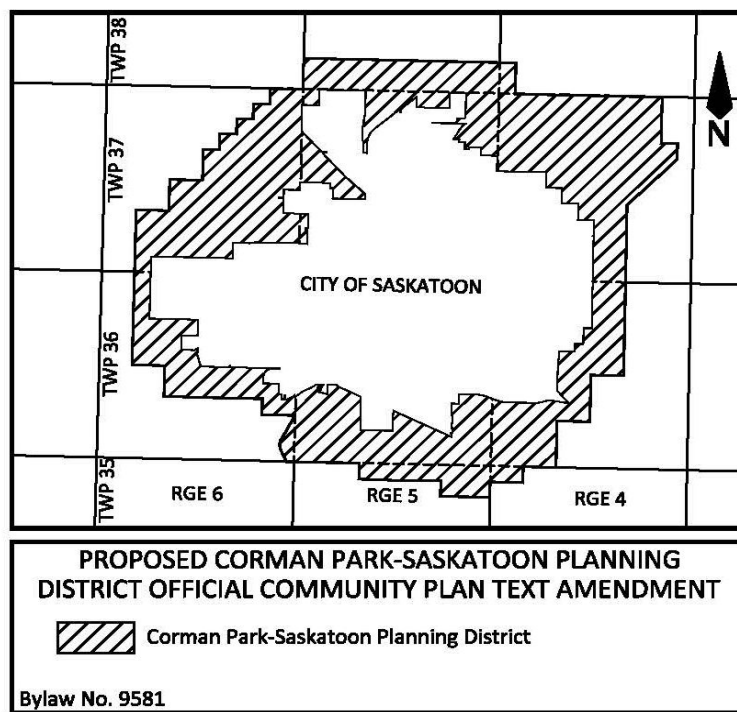 TWP 38
N
TWP 37
CITY OF SASKATOON
TWP 36
TWP 35
RGE 6
RGE 5
RGE 4
PROPOSED CORMAN PARK-SASKATOON PLANNING
DISTRICT OFFICIAL COMMUNITY PLAN TEXT AMENDMENT
Corman Park-Saskatoon Planning District
Bylaw No. 9581